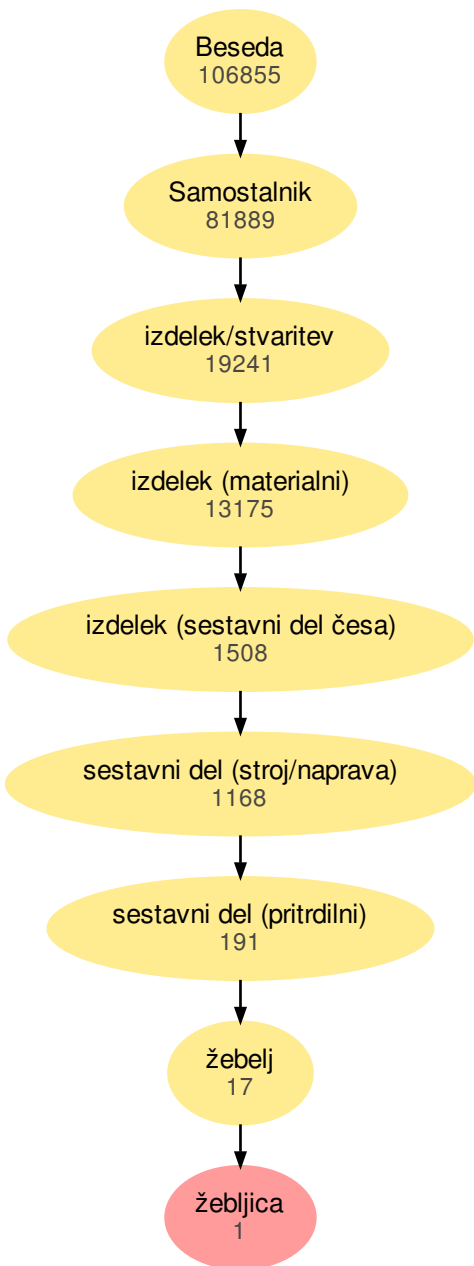 Beseda
106855
Samostalnik
81889
izdelek/stvaritev
19241
izdelek (materialni)
13175
izdelek (sestavni del česa)
1508
sestavni del (stroj/naprava)
1168
sestavni del (pritrdilni)
191
žebelj
17
žebljica
1